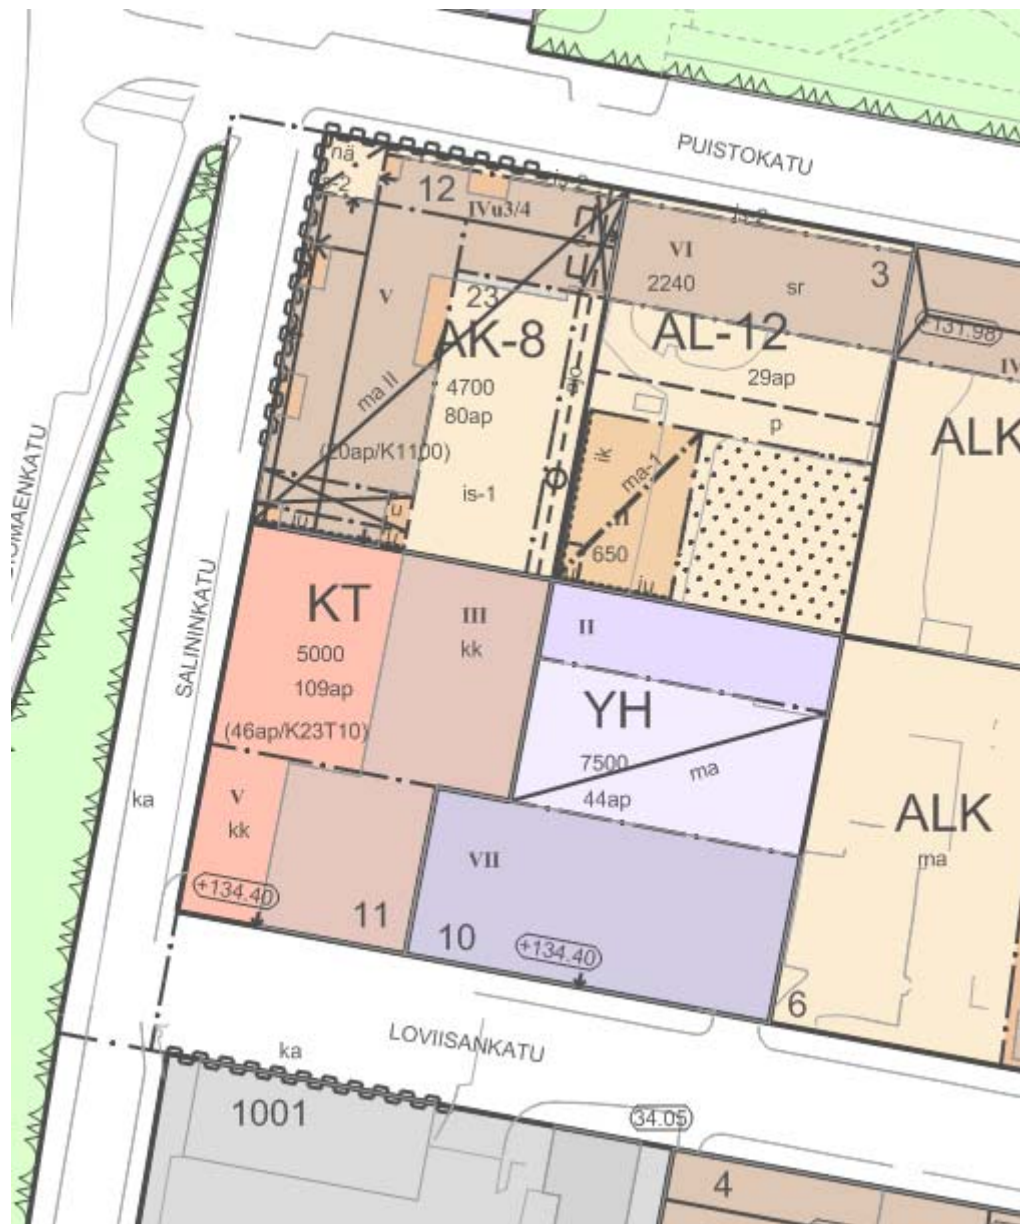 PUISTOKATU
nä
12
IVu3/4
VI
2240
sr
3
+131.98
IV
V
23
AK-8
4700
80ap
ma II
(20ap/K1100)
is-1
ajo
AL-12
29ap
p
ik
ma-1
II
650
ju
ALK
u
ju
SALININKATU
KT
5000
109ap
(46ap/K23T10)
III
kk
II
YH
7500
44ap
ma
ALK
ma
ka
V
kk
+134.40
11
VII
10
+134.40
6
LOVIISANKATU
ka
1001
34.05
4